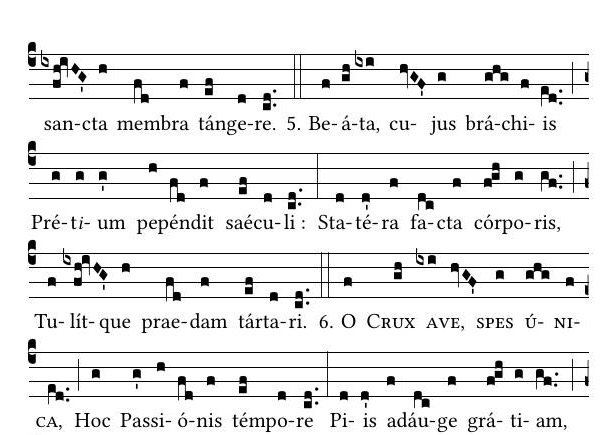 san-cta membra tán-ge-re. 5. Be-á-ta, cu-jus brá-chi-is
Pré-ti-um pepéndit saécu-li : Sta-té-ra fa-cta córpo-ris,
Tu-lít-que prae-dam tárta-ri. 6. O Crux ave, spes ú-ni-
ca, Hoc Passi-ó-nis témpo-re Pi-is adáu-ge grá-ti-am,